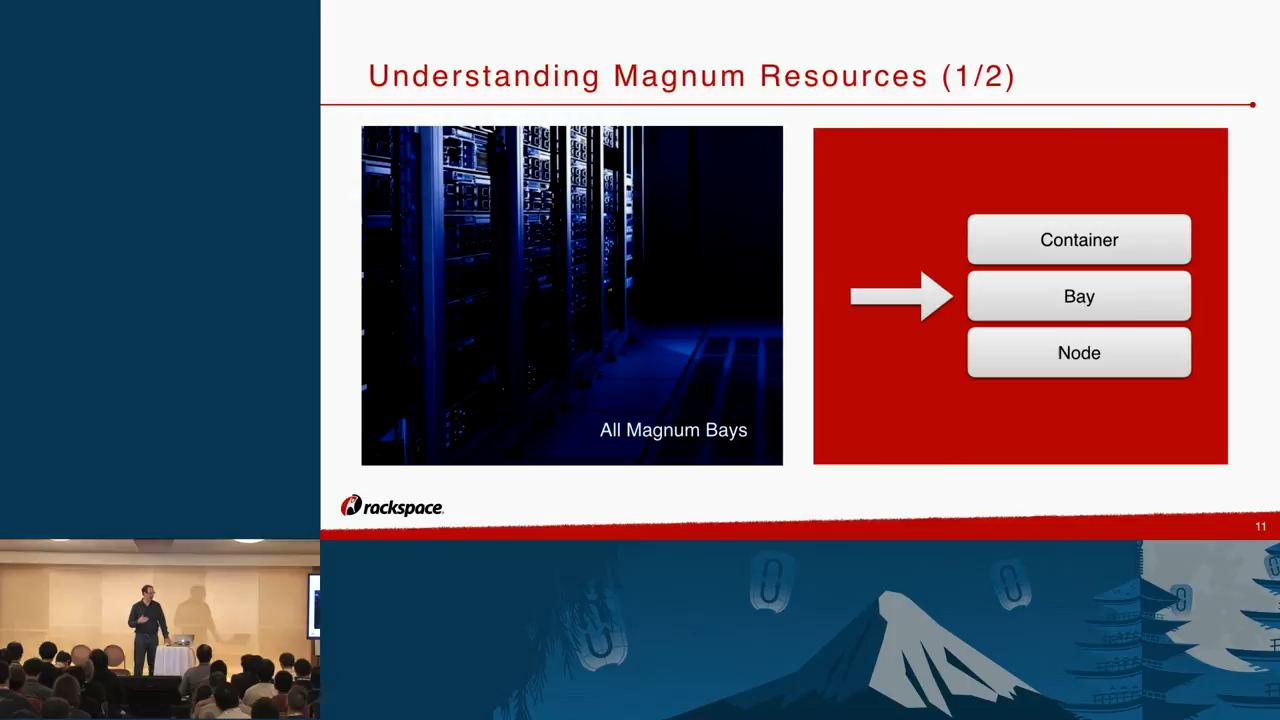 Understanding Magnum Resources (1/2)
All Magnum Bays
Container
Bay
Node
rackspace
11